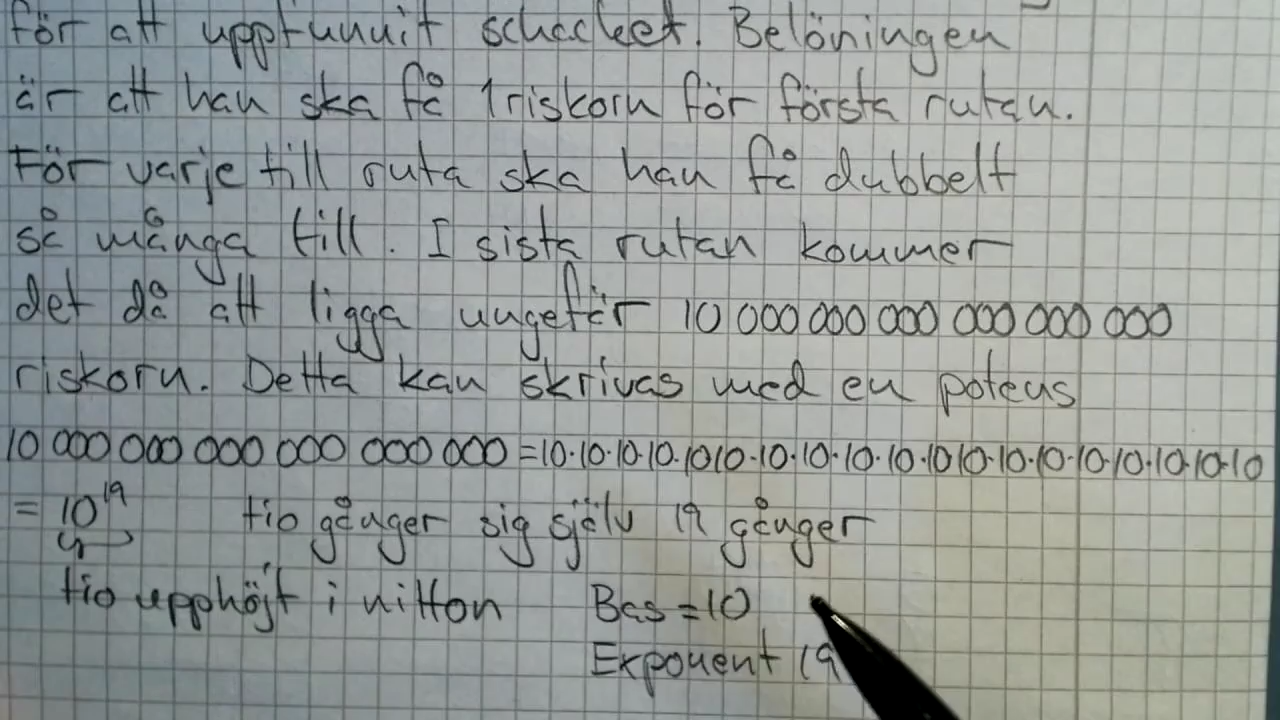 för att uppfunnit schacket. Belöningen
är att han ska få 1 riskorn för första rutan.
För varje till ruta ska han få dubbelt
så många till. I sista rutan kommer
det då att ligga ungefär 10 000 000 000 000 000 000
riskorn. Detta kan skrivas med en potens
10 000 000 000 000 000 000 =10·10·10·10·1010·10·10·10·10·1010·10·10·10·10·10·10·10
= 10¹⁹ tio gånger sig själv 19 gånger
tio upphöjt i nitton Bas = 10
Exponent 19